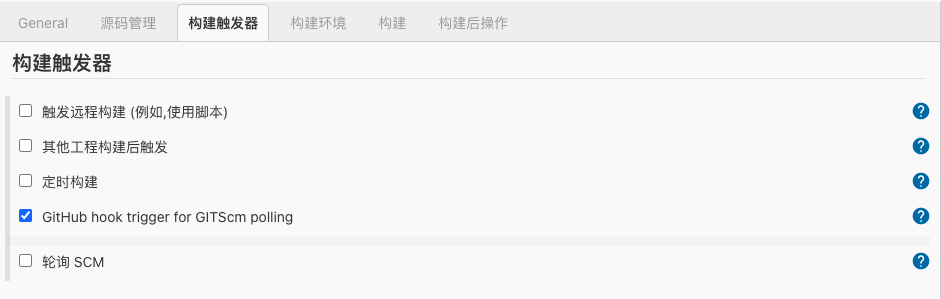 General 源码管理 构建触发器 构建环境 构建 构建后操作
构建触发器
触发远程构建 (例如,使用脚本) ?
其他工程构建后触发 ?
定时构建 ?
GitHub hook trigger for GITScm polling ?
轮询 SCM ?